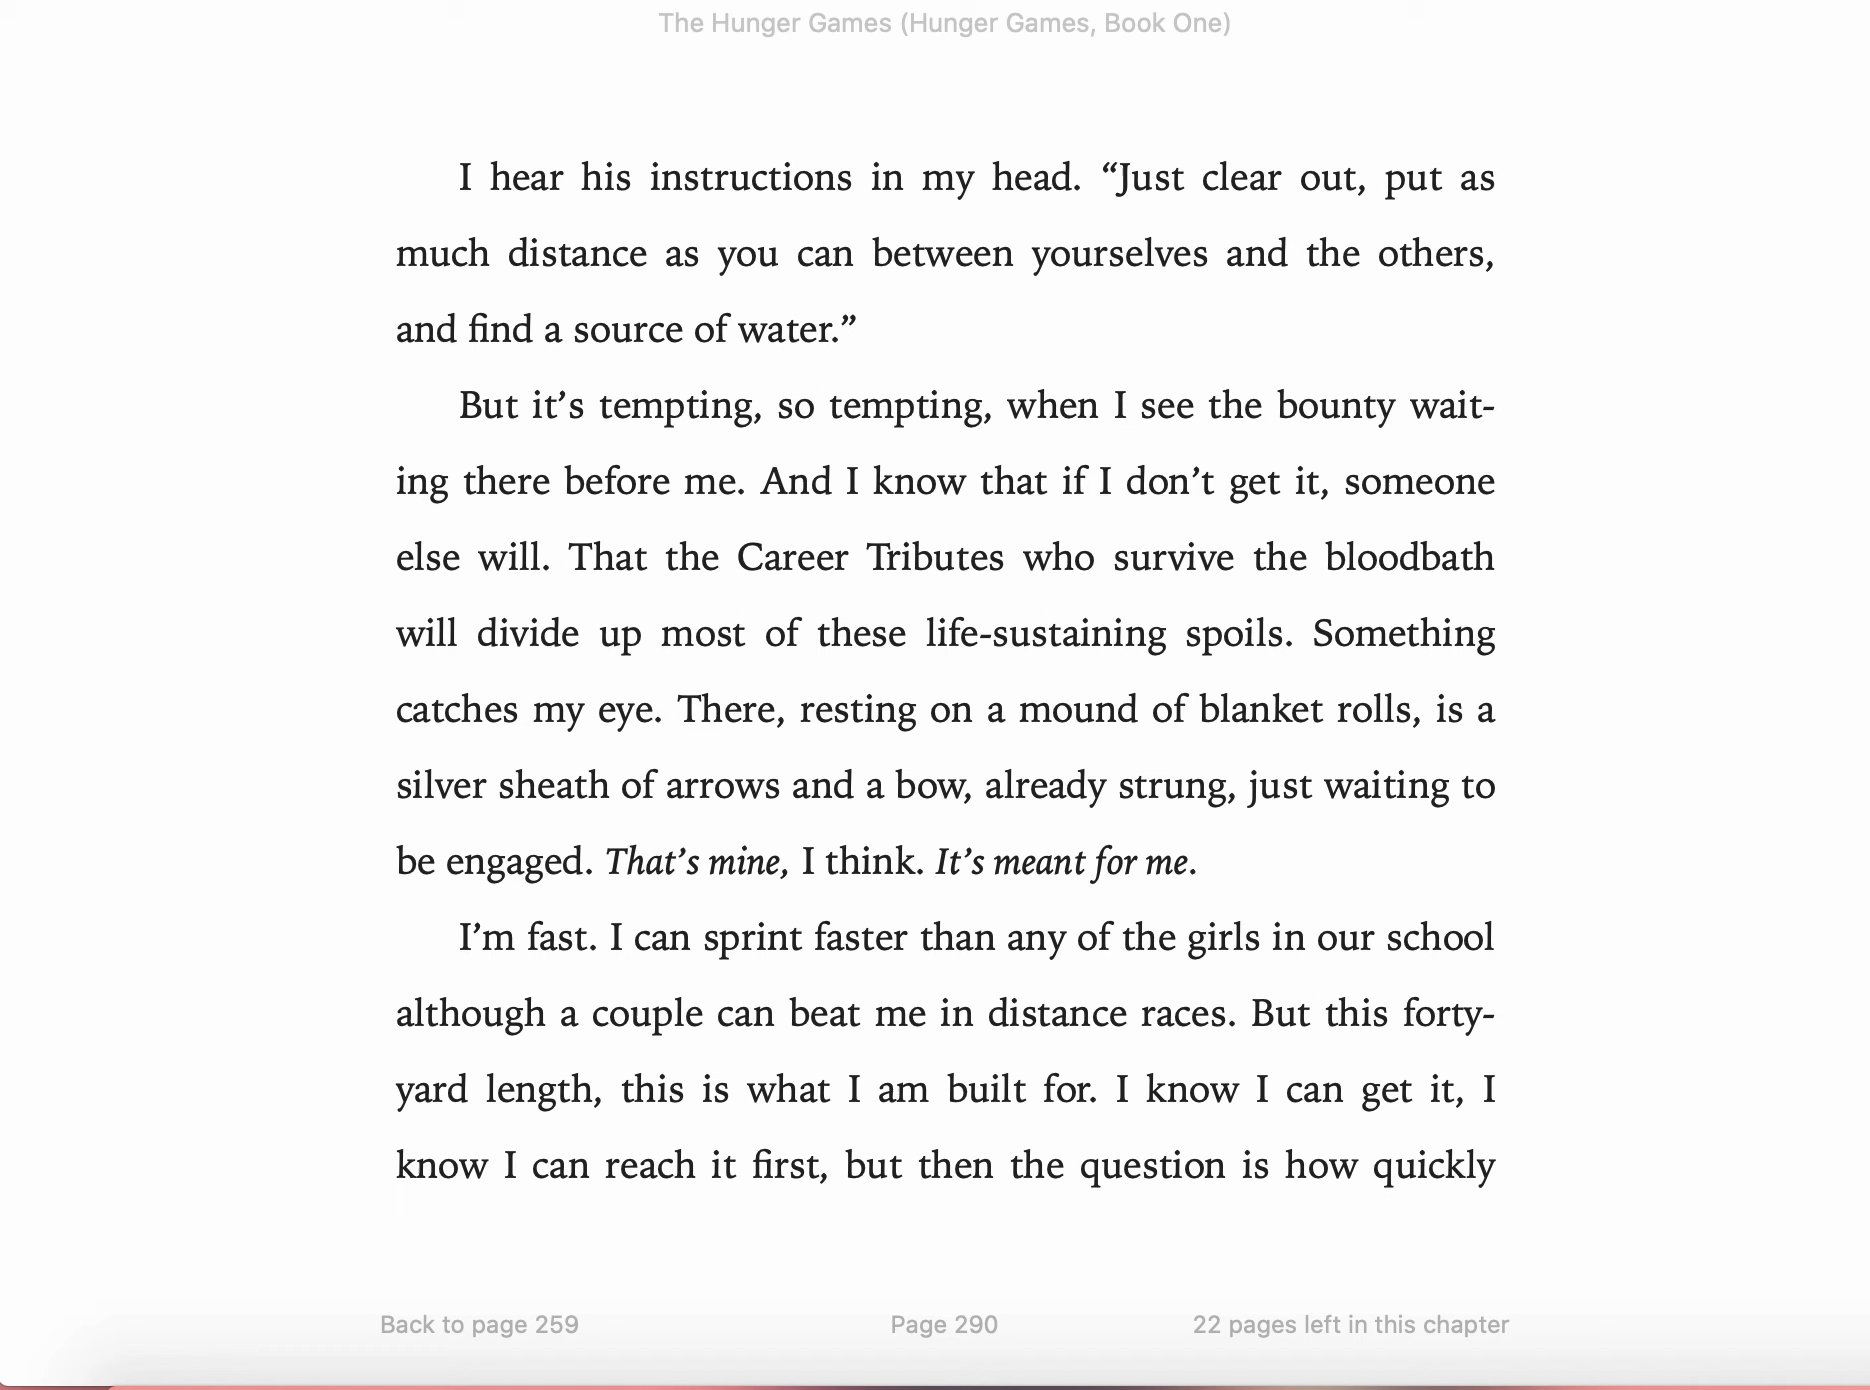 The Hunger Games (Hunger Games, Book One)
I hear his instructions in my head. “Just clear out, put as
much distance as you can between yourselves and the others,
and find a source of water.”
But it’s tempting, so tempting, when I see the bounty wait-
ing there before me. And I know that if I don’t get it, someone
else will. That the Career Tributes who survive the bloodbath
will divide up most of these life-sustaining spoils. Something
catches my eye. There, resting on a mound of blanket rolls, is a
silver sheath of arrows and a bow, already strung, just waiting to
be engaged. That’s mine, I think. It’s meant for me.
I’m fast. I can sprint faster than any of the girls in our school
although a couple can beat me in distance races. But this forty-
yard length, this is what I am built for. I know I can get it, I
know I can reach it first, but then the question is how quickly
Back to page 259
Page 290
22 pages left in this chapter